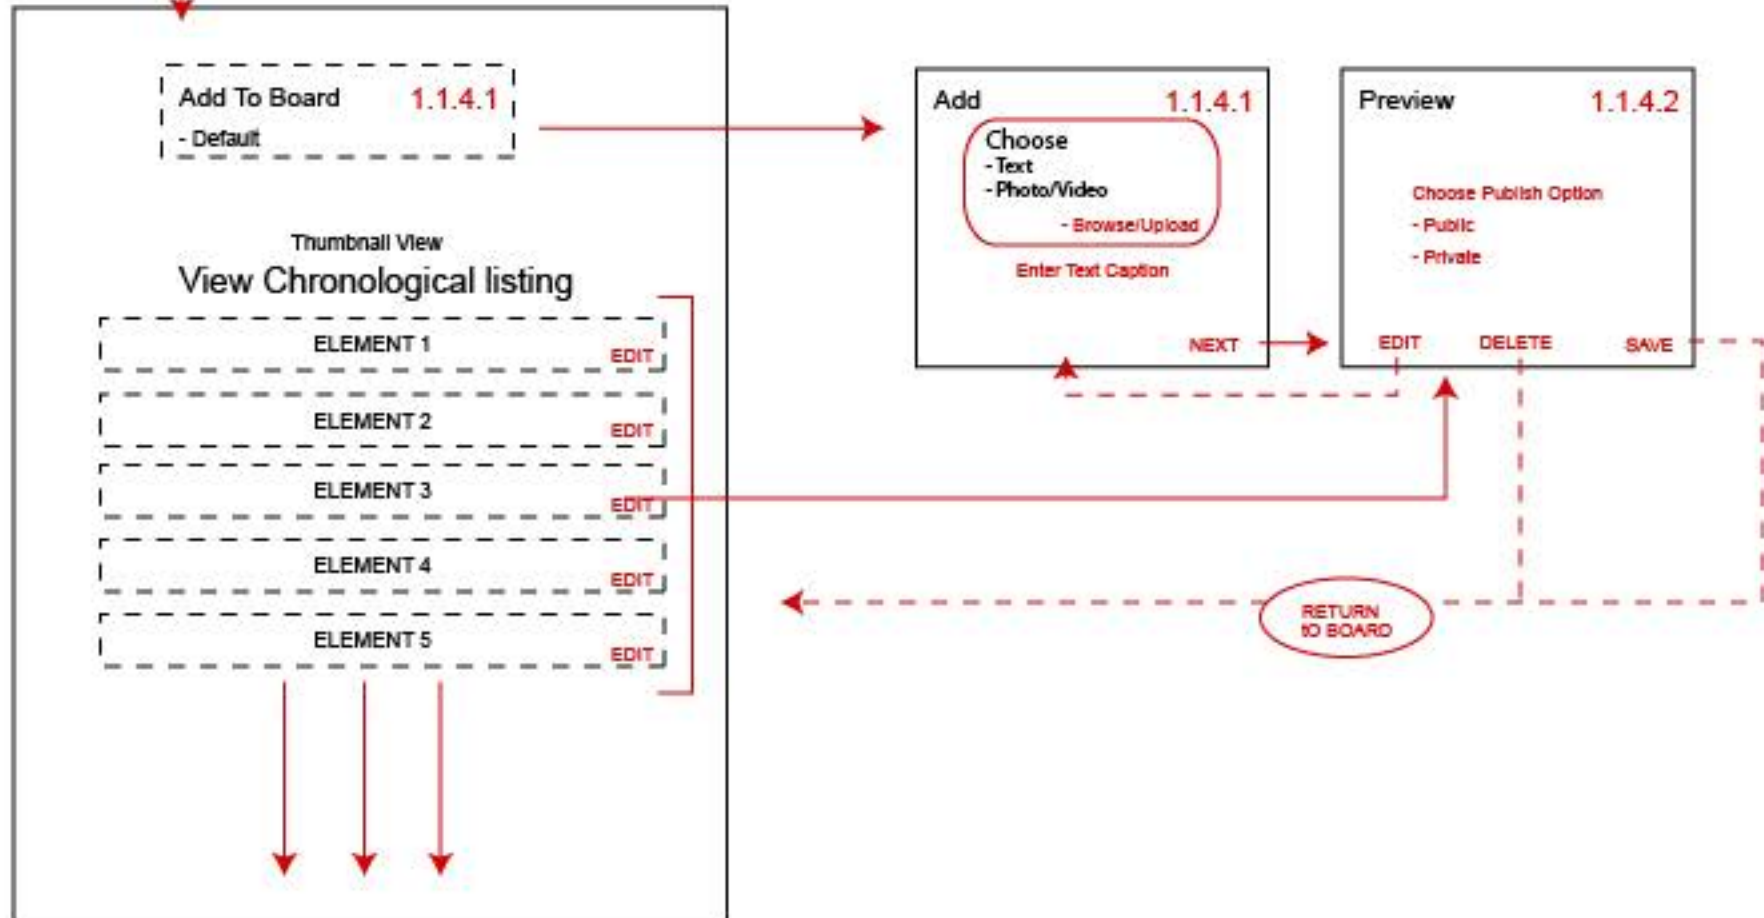 Add To Board 1.1.4.1
- Default
Thumbnail View
View Chronological listing
ELEMENT 1
EDIT
ELEMENT 2
EDIT
ELEMENT 3
EDIT
ELEMENT 4
EDIT
ELEMENT 5
EDIT
Add 1.1.4.1
Choose
- Text
- Photo/Video
- Browse/Upload
Enter Text Caption
NEXT
Preview 1.1.4.2
Choose Publish Option
- Public
- Private
EDIT DELETE SAVE
RETURN
tO BOARD